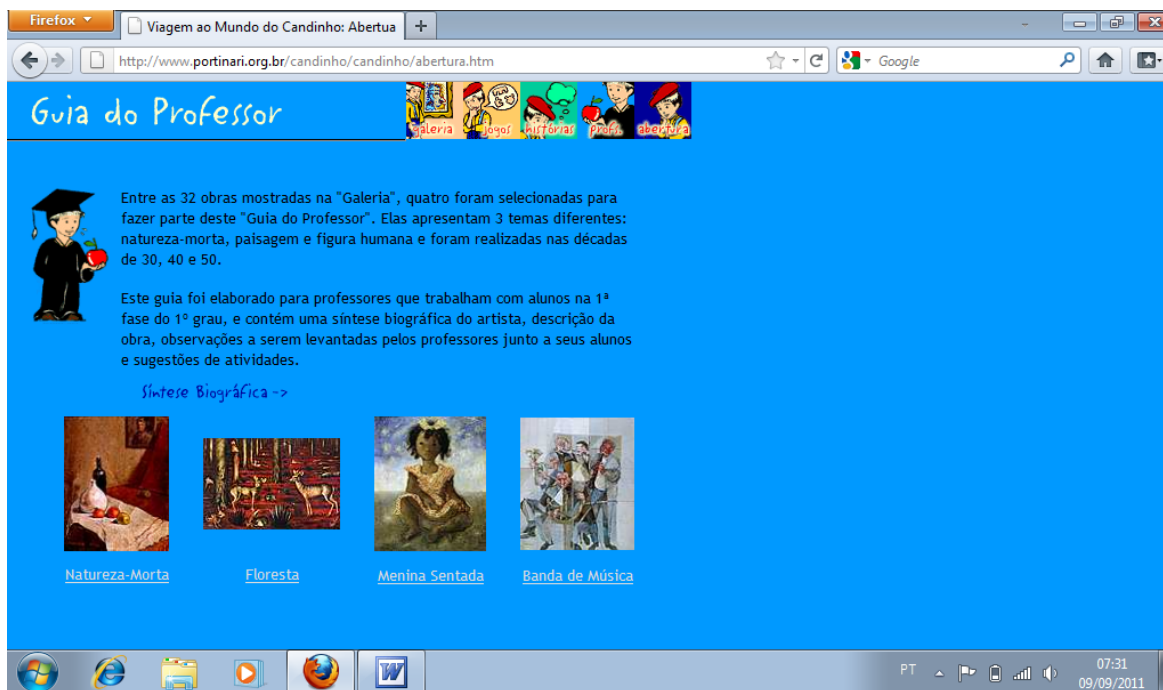 Firefox
Viagem ao Mundo do Candinho: Abertua
http://www.portinari.org.br/candinho/candinho/abertura.htm
Google
Guia do Professor
galeria jogos histórias profs. abertura
Entre as 32 obras mostradas na "Galeria", quatro foram selecionadas para
fazer parte deste "Guia do Professor". Elas apresentam 3 temas diferentes:
natureza-morta, paisagem e figura humana e foram realizadas nas décadas
de 30, 40 e 50.
Este guia foi elaborado para professores que trabalham com alunos na 1ª
fase do 1º grau, e contém uma síntese biográfica do artista, descrição da
obra, observações a serem levantadas pelos professores junto a seus alunos
e sugestões de atividades.
Síntese Biográfica ->
Natureza-Morta
Floresta
Menina Sentada
Banda de Música
W
PT
07:31
09/09/2011